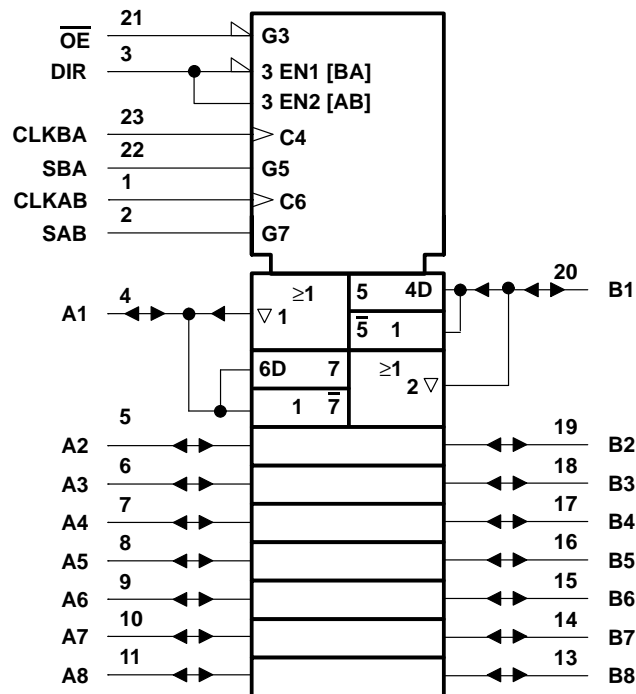 21
O̅E̅ G3
3
DIR 3 EN1 [BA]
3 EN2 [AB]
23
CLKBA C4
22
SBA G5
1
CLKAB C6
2
SAB G7
4 ≥1 5 4D 20
A1 ▽ 1 5̅ 1 B1
6D 7 ≥1
2 ▽
1 7̅
5 19
A2 B2
6 18
A3 B3
7 17
A4 B4
8 16
A5 B5
9 15
A6 B6
10 14
A7 B7
11 13
A8 B8